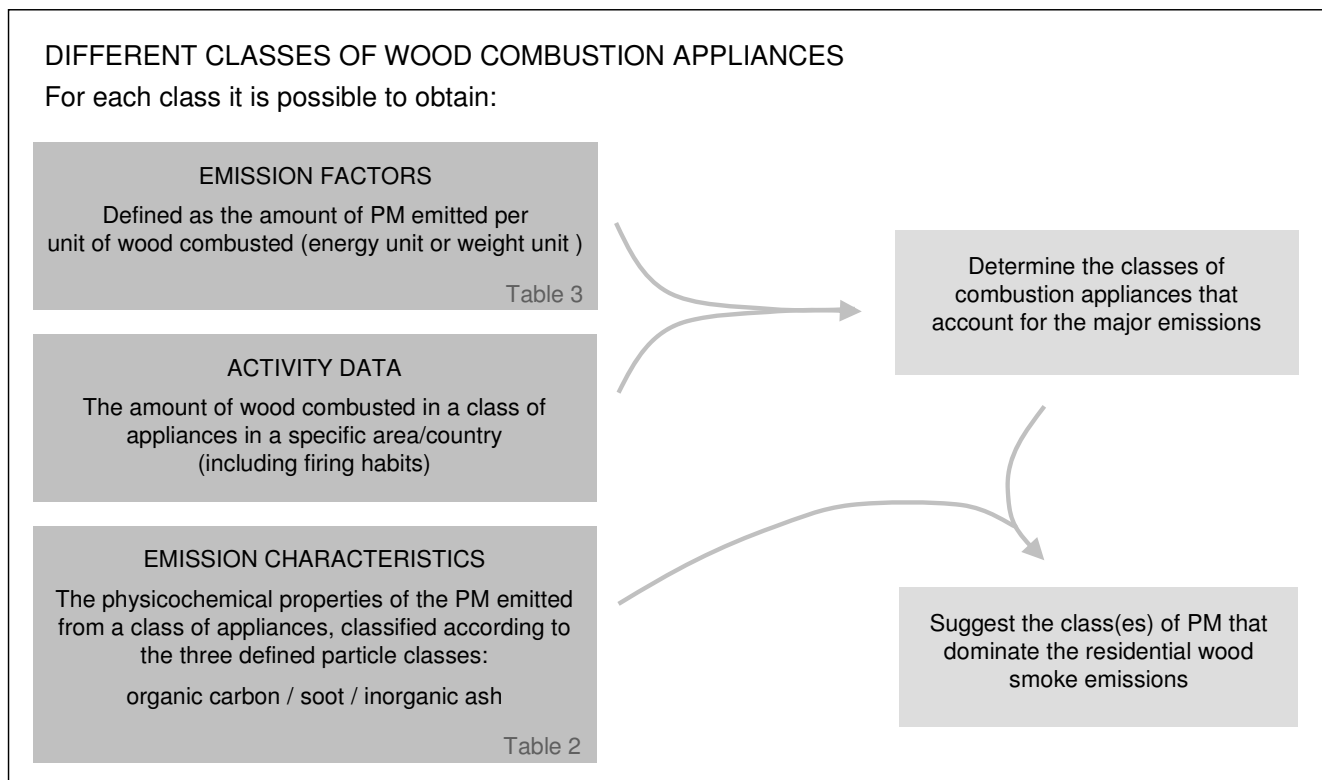 DIFFERENT CLASSES OF WOOD COMBUSTION APPLIANCES
For each class it is possible to obtain:
EMISSION FACTORS
Defined as the amount of PM emitted per
unit of wood combusted (energy unit or weight unit )
Table 3
ACTIVITY DATA
The amount of wood combusted in a class of
appliances in a specific area/country
(including firing habits)
EMISSION CHARACTERISTICS
The physicochemical properties of the PM emitted
from a class of appliances, classified according to
the three defined particle classes:
organic carbon / soot / inorganic ash
Table 2
Determine the classes of
combustion appliances that
account for the major emissions
Suggest the class(es) of PM that
dominate the residential wood
smoke emissions